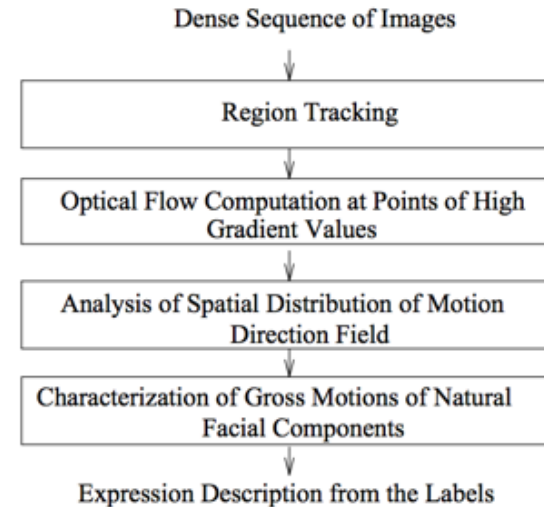 Dense Sequence of Images
Region Tracking
Optical Flow Computation at Points of High
Gradient Values
Analysis of Spatial Distribution of Motion
Direction Field
Characterization of Gross Motions of Natural
Facial Components
Expression Description from the Labels